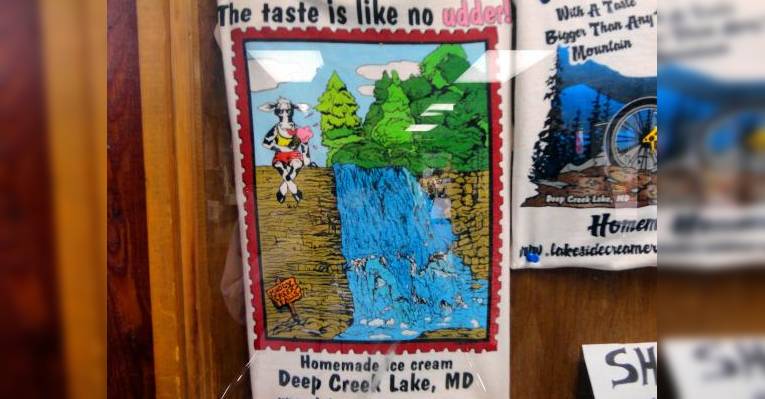 The taste is like no udder!
Homemade ice cream
Deep Creek Lake, MD
With A Taste
Bigger Than Any
Mountain
Deep Creek Lake, MD
Homem
www.lakesidecreamer
SH